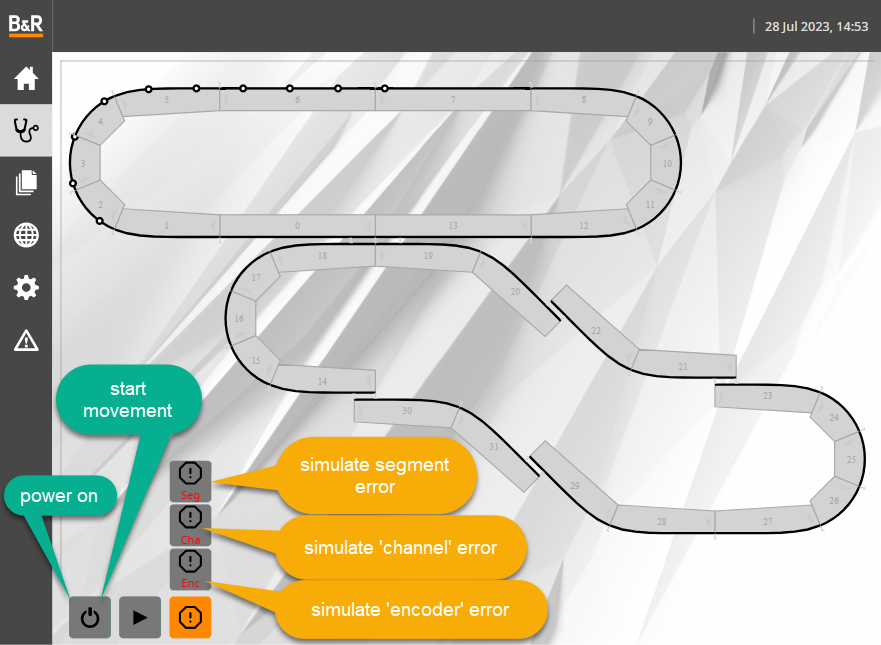 B&R
28 Jul 2023, 14:53
5
6
7
8
4
9
3
10
2
11
1
0
13
12
18
19
17
20
16
22
15
21
14
23
30
24
31
25
29
26
28
27
start
movement
power on
simulate segment
error
Seg
simulate 'channel' error
Cha
simulate 'encoder' error
Enc